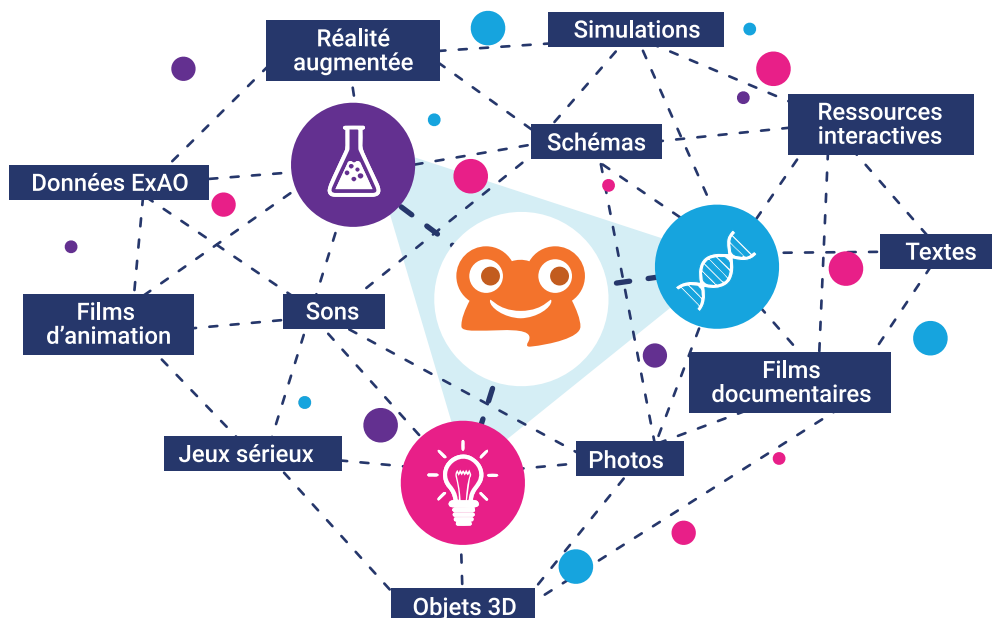 Réalité
augmentée
Simulations
Ressources
interactives
Schémas
Données ExAO
Textes
Films
d'animation
Sons
Films
documentaires
Jeux sérieux
Photos
Objets 3D